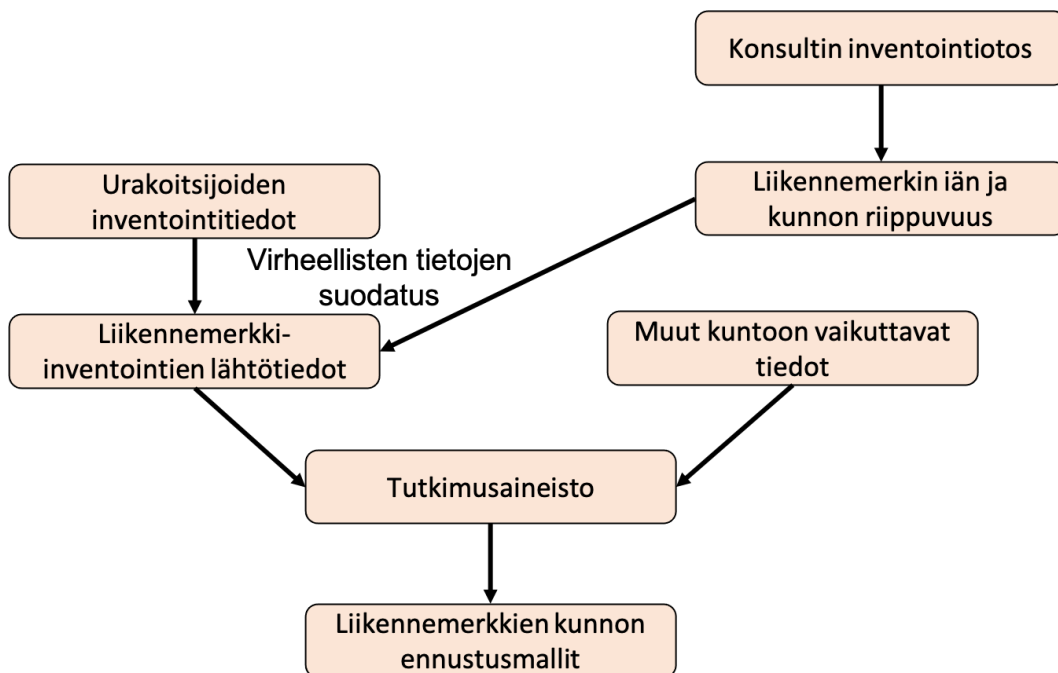 Konsultin inventointiotos
Urakoitsijoiden
inventointitiedot
Liikennemerkin iän ja
kunnon riippuvuus
Virheellisten tietojen
suodatus
Liikennemerkki-
inventointien lähtötiedot
Muut kuntoon vaikuttavat
tiedot
Tutkimusaineisto
Liikennemerkkien kunnon
ennustusmallit